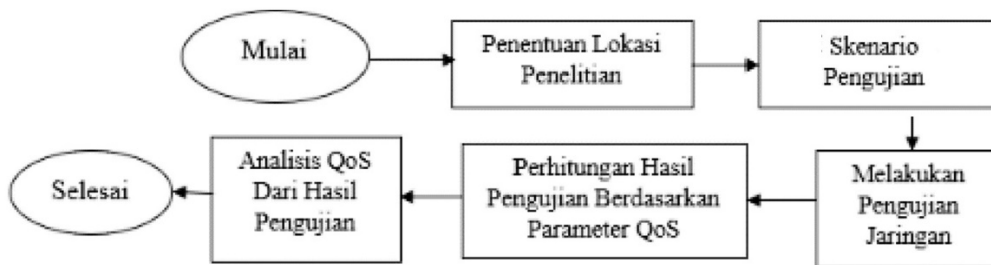 Mulai
Penentuan Lokasi
Penelitian
Skenario
Pengujian
Melakukan
Pengujian
Jaringan
Perhitungan Hasil
Pengujian Berdasarkan
Parameter QoS
Analisis QoS
Dari Hasil
Pengujian
Selesai